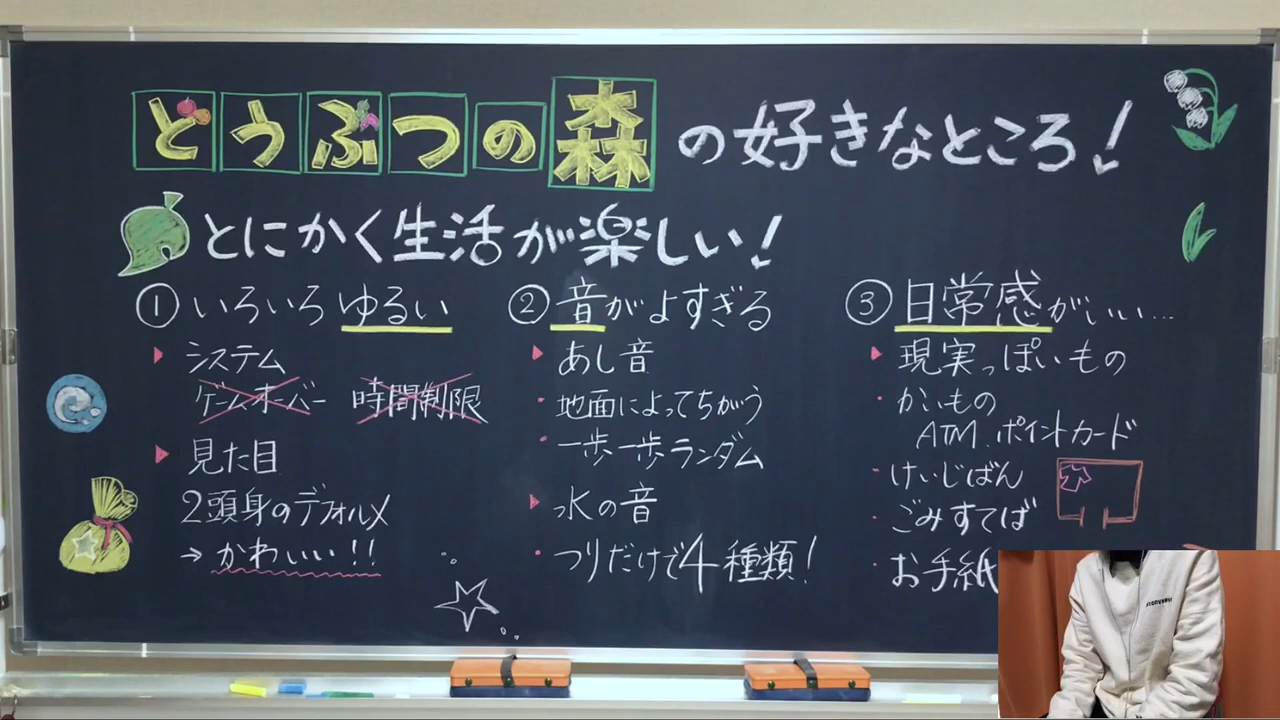 どうぶつの森の好きなところ！
とにかく生活が楽しい！
① いろいろゆるい
▶ システム
ゲームオーバー 時間制限
▶ 見た目
2頭身のデフォルメ
→ かわいい!!
② 音がよすぎる
▶ あし音
・地面によってちがう
・一歩一歩ランダム
▶ 水の音
・つりだけで4種類！
③ 日常感がいい…
▶ 現実っぽいもの
・かいもの
ATM、ポイントカード
・けいじばん
・ごみすてば
・お手紙